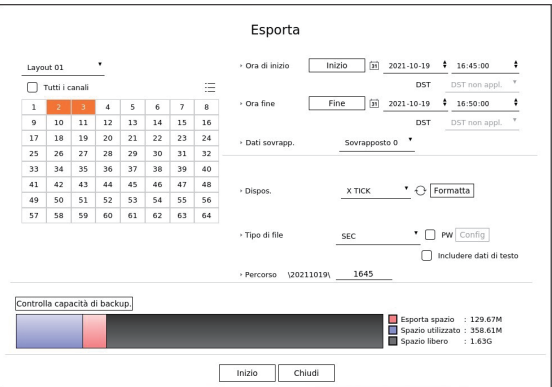 Esporta
Layout 01
Tutti i canali
1 2 3 4 5 6 7 8
9 10 11 12 13 14 15 16
17 18 19 20 21 22 23 24
25 26 27 28 29 30 31 32
33 34 35 36 37 38 39 40
41 42 43 44 45 46 47 48
49 50 51 52 53 54 55 56
57 58 59 60 61 62 63 64
Ora di inizio Inizio 31 2021-10-19 16:45:00
DST DST non appl.
Ora fine Fine 31 2021-10-19 16:50:00
DST DST non appl.
Dati sovrapp. Sovrapposto 0
Dispos. X TICK Formatta
Tipo di file SEC PW Config
Includere dati di testo
Percorso \20211019\ 1645
Controlla capacità di backup.
Esporta spazio : 129.67M
Spazio utilizzato : 358.61M
Spazio libero : 1.63G
Inizio Chiudi